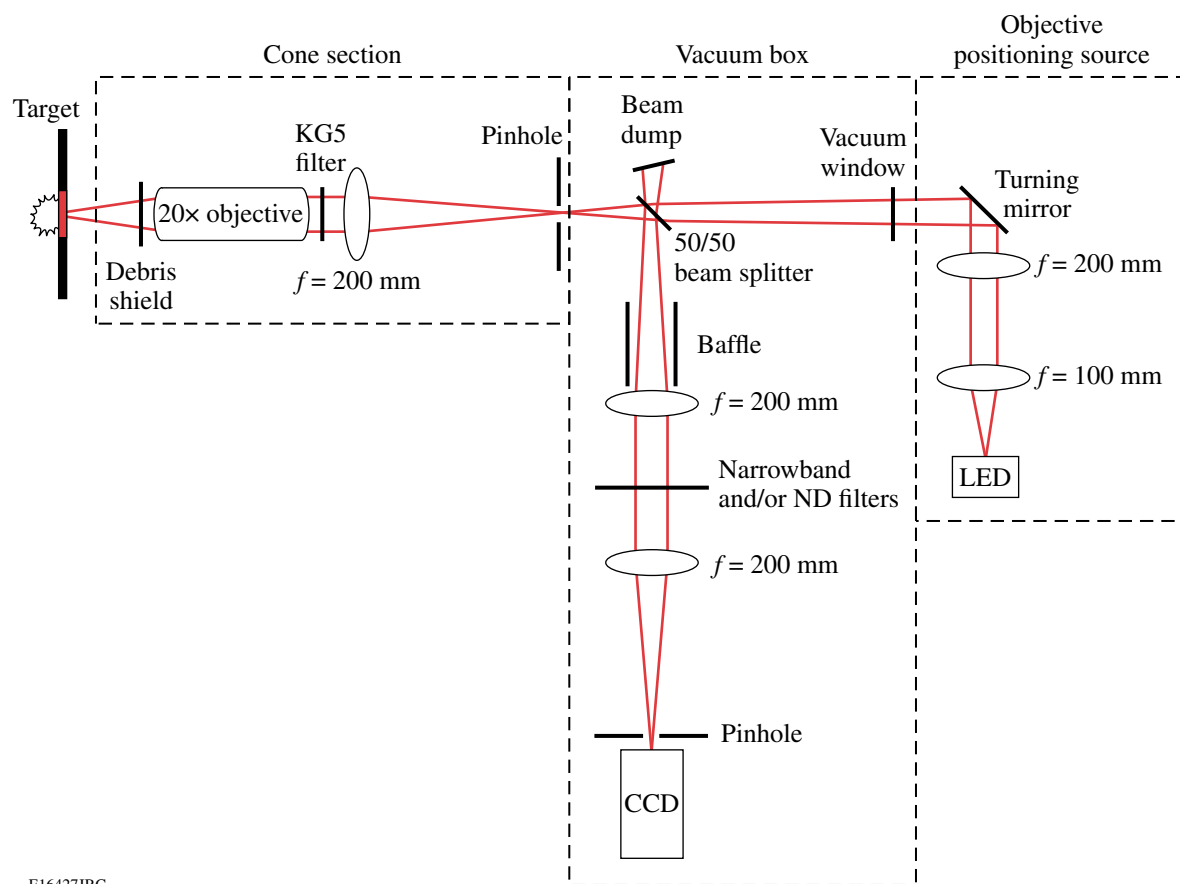 Objective
positioning source
Cone section
Vacuum box
Target
KG5
filter
Pinhole
Beam
dump
Vacuum
window
Turning
mirror
20× objective
Debris
shield
f = 200 mm
50/50
beam splitter
f = 200 mm
Baffle
f = 100 mm
f = 200 mm
LED
Narrowband
and/or ND filters
f = 200 mm
Pinhole
CCD